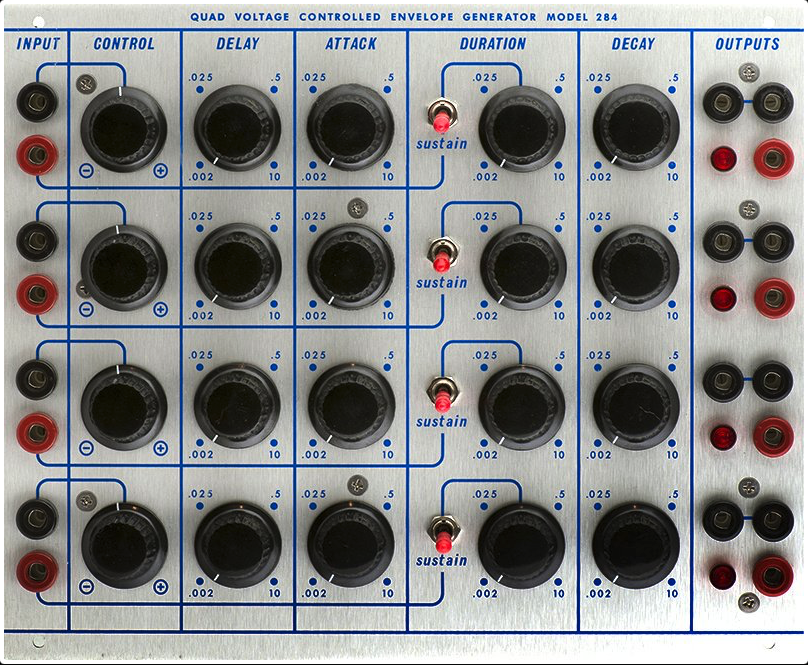 QUAD VOLTAGE CONTROLLED ENVELOPE GENERATOR MODEL 284
INPUT CONTROL DELAY ATTACK DURATION DECAY OUTPUTS
.025 .5 .025 .5 .025 .5 .025 .5
sustain
- + .002 10 .002 10 .002 10 .002 10
.025 .5 .025 .5 .025 .5 .025 .5
sustain
- + .002 10 .002 10 .002 10 .002 10
.025 .5 .025 .5 .025 .5 .025 .5
sustain
- + .002 10 .002 10 .002 10 .002 10
.025 .5 .025 .5 .025 .5 .025 .5
sustain
- + .002 10 .002 10 .002 10 .002 10